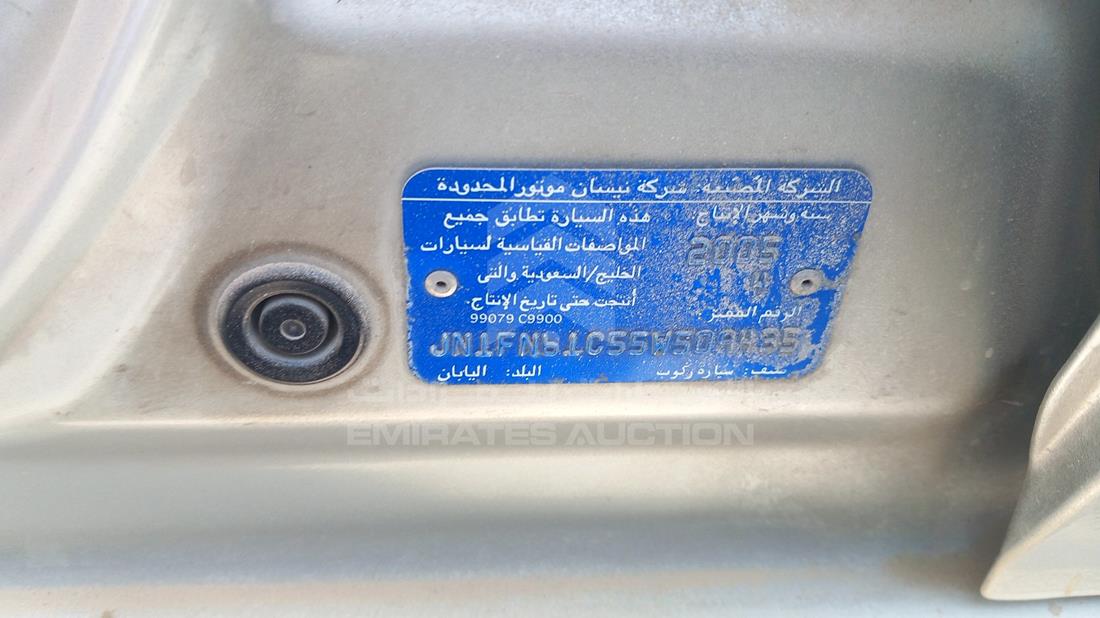 الشركة المصنعة: شركة نيسان موتور المحدودة
سنة وشهر الإنتاج:
2005
هذه السيارة تطابق جميع
المواصفات القياسية لسيارات
الخليج/السعودية والتى
أنتجت حتى تاريخ الإنتاج.
99079 C9900
الرقم المميز:
صنف: سيارة ركوب
البلد: اليابان
EMIRATES AUCTION